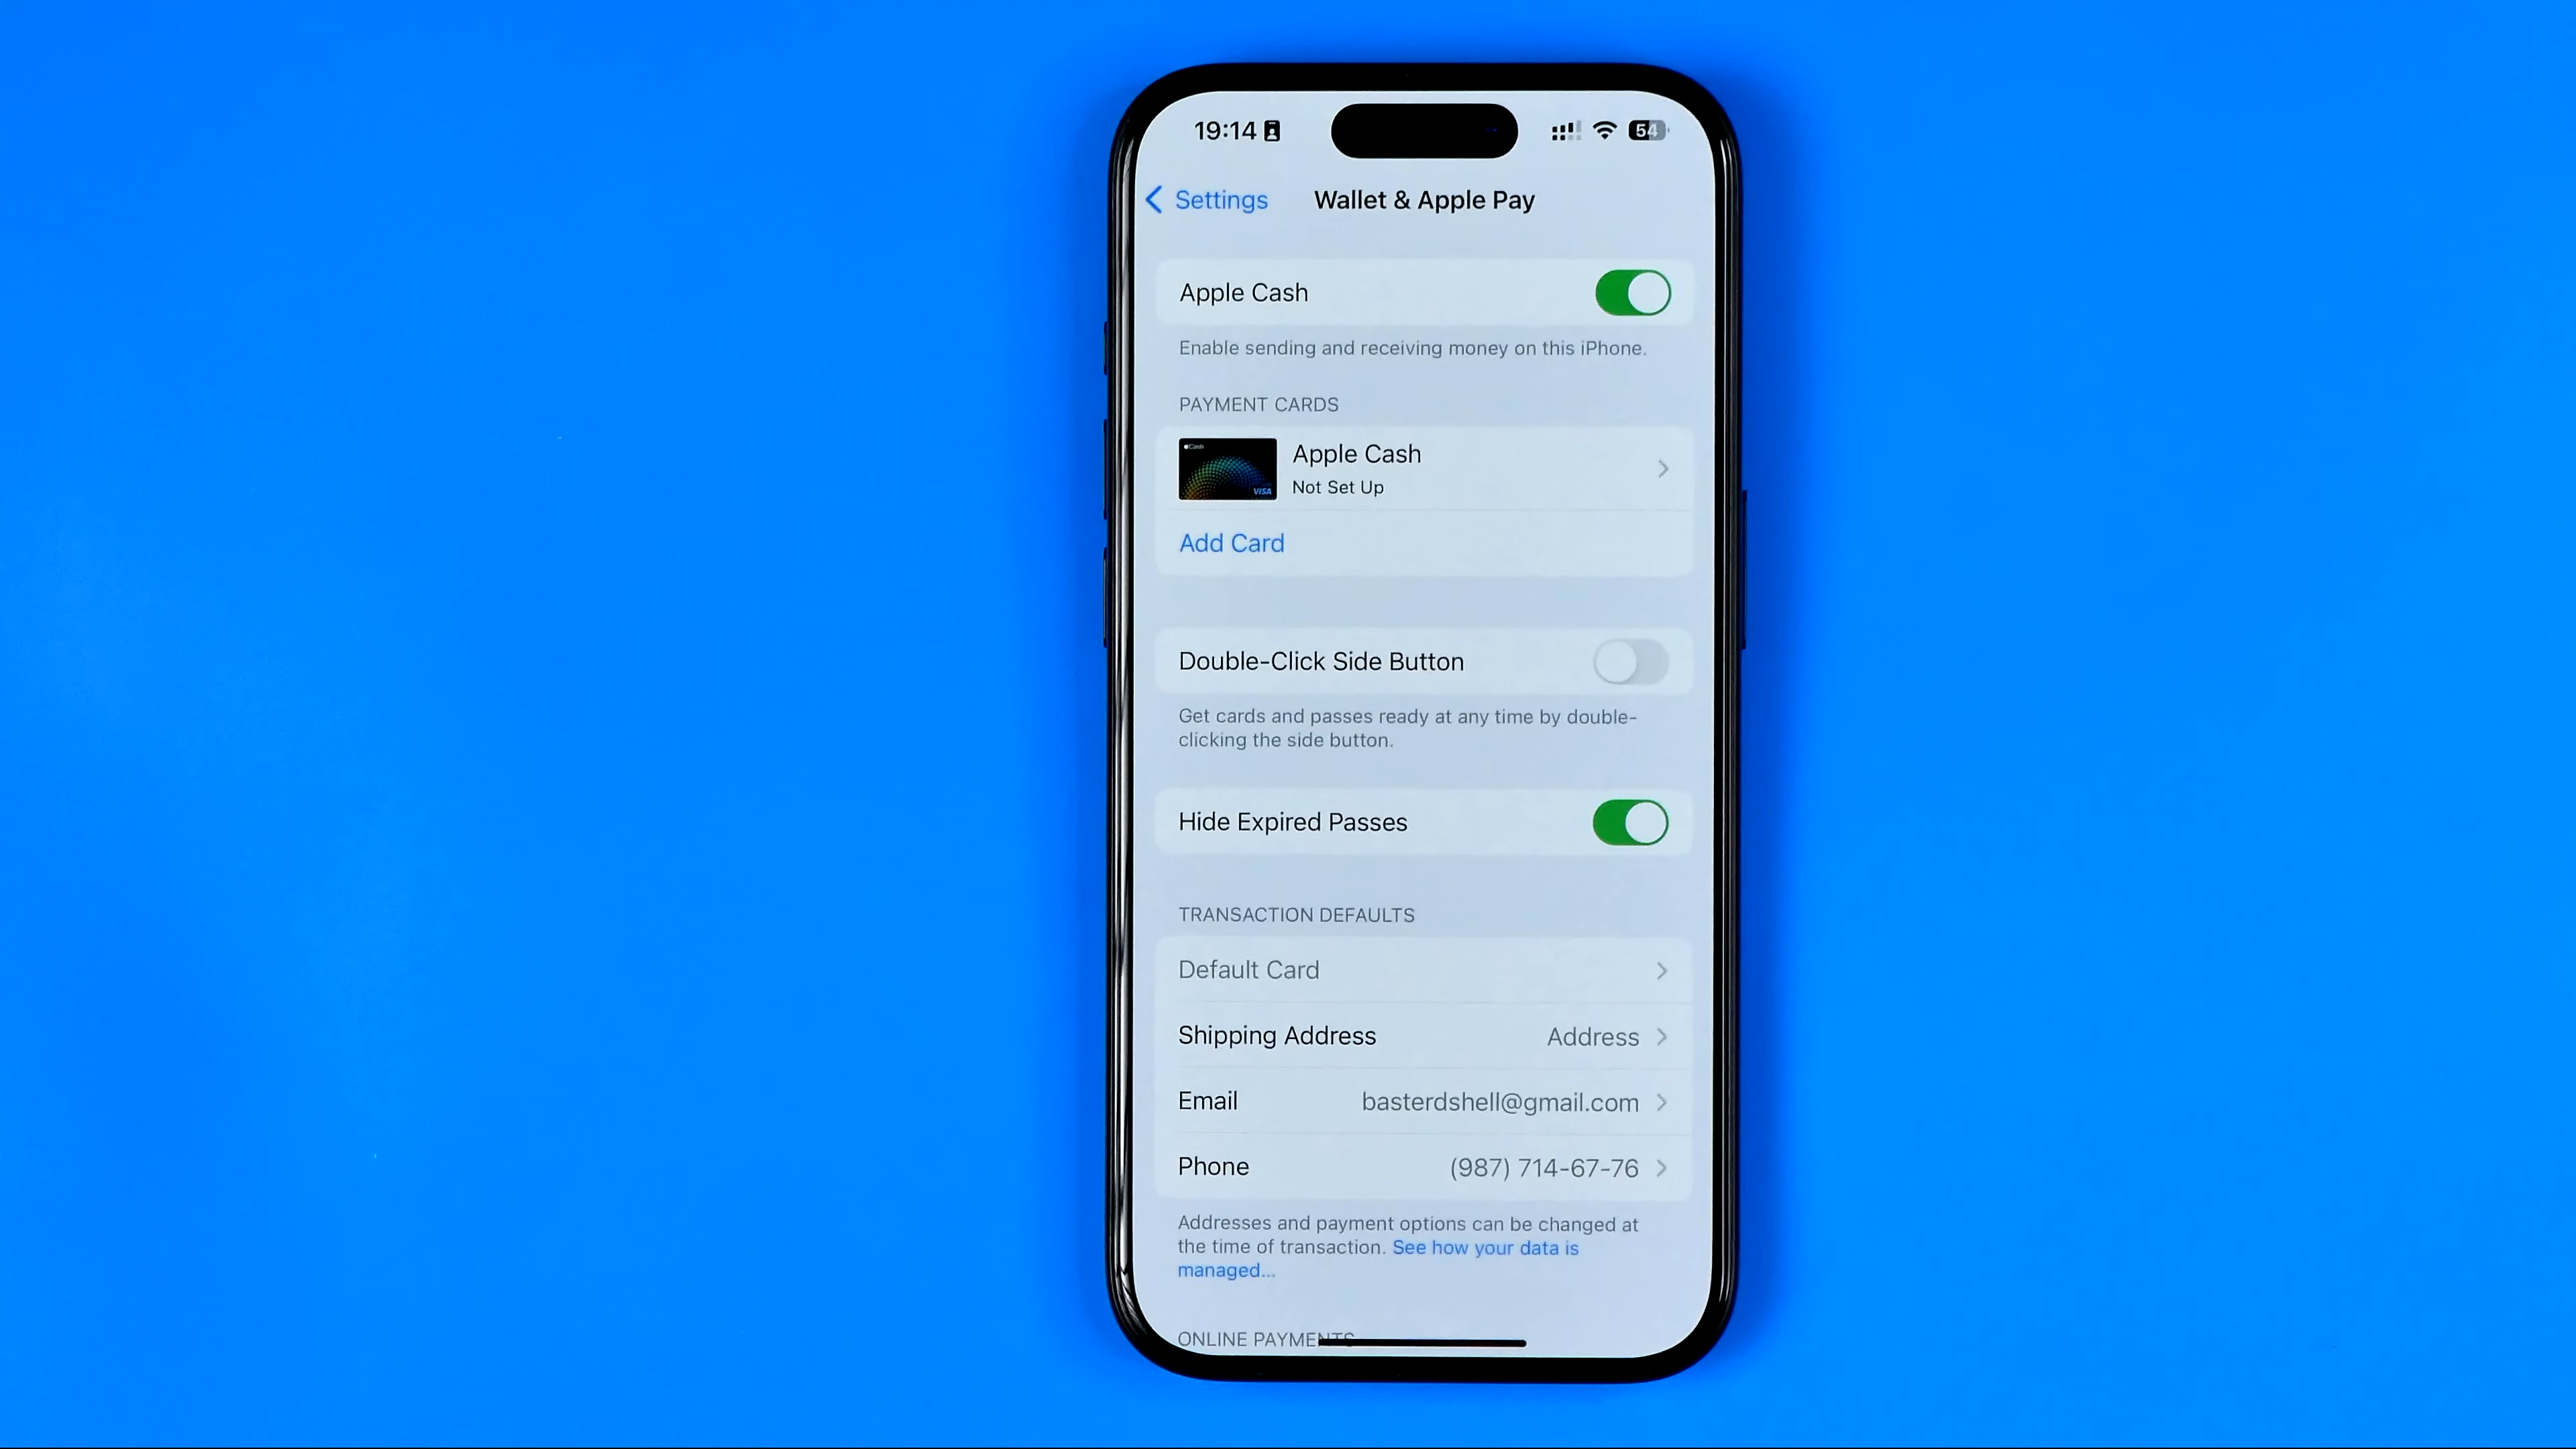 19:14
54
Settings
Wallet & Apple Pay
Apple Cash
Enable sending and receiving money on this iPhone.
PAYMENT CARDS
Cash
VISA
Apple Cash
Not Set Up
Add Card
Double-Click Side Button
Get cards and passes ready at any time by double-
clicking the side button.
Hide Expired Passes
TRANSACTION DEFAULTS
Default Card
Shipping Address Address
Email basterdshell@gmail.com
Phone (987) 714-67-76
Addresses and payment options can be changed at
the time of transaction. See how your data is
managed...
ONLINE PAYMENTS